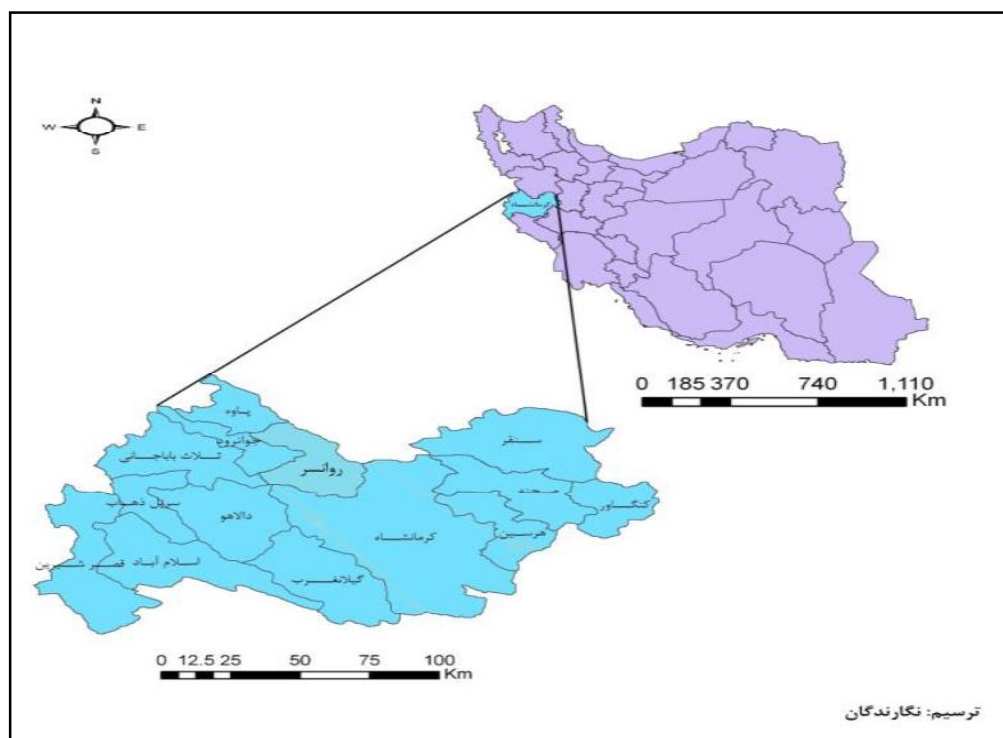 N
W E
S
کرمانشاه
0 185 370 740 1,110
Km
پاوه
جوانرود
ثلاث باباجانی
روانسر
سنقر
صحنه
کنگاور
سرپل ذهاب
دالاهو
کرمانشاه
هرسین
قصر شیرین
اسلام آباد
گیلانغرب
0 12.5 25 50 75 100
Km
ترسیم: نگارندگان